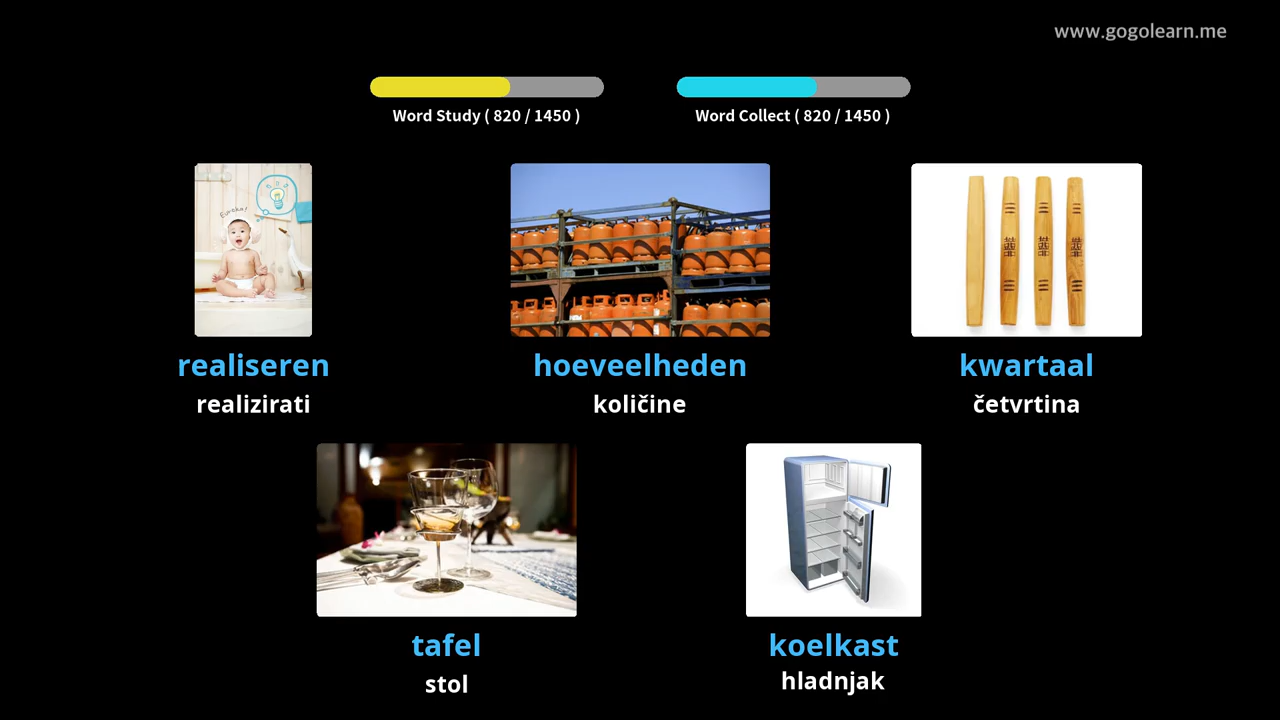 www.gogolearn.me
Word Study ( 820 / 1450 )
Word Collect ( 820 / 1450 )
Eureka!
realiseren
hoeveelheden
kwartaal
realizirati
količine
četvrtina
tafel
koelkast
stol
hladnjak